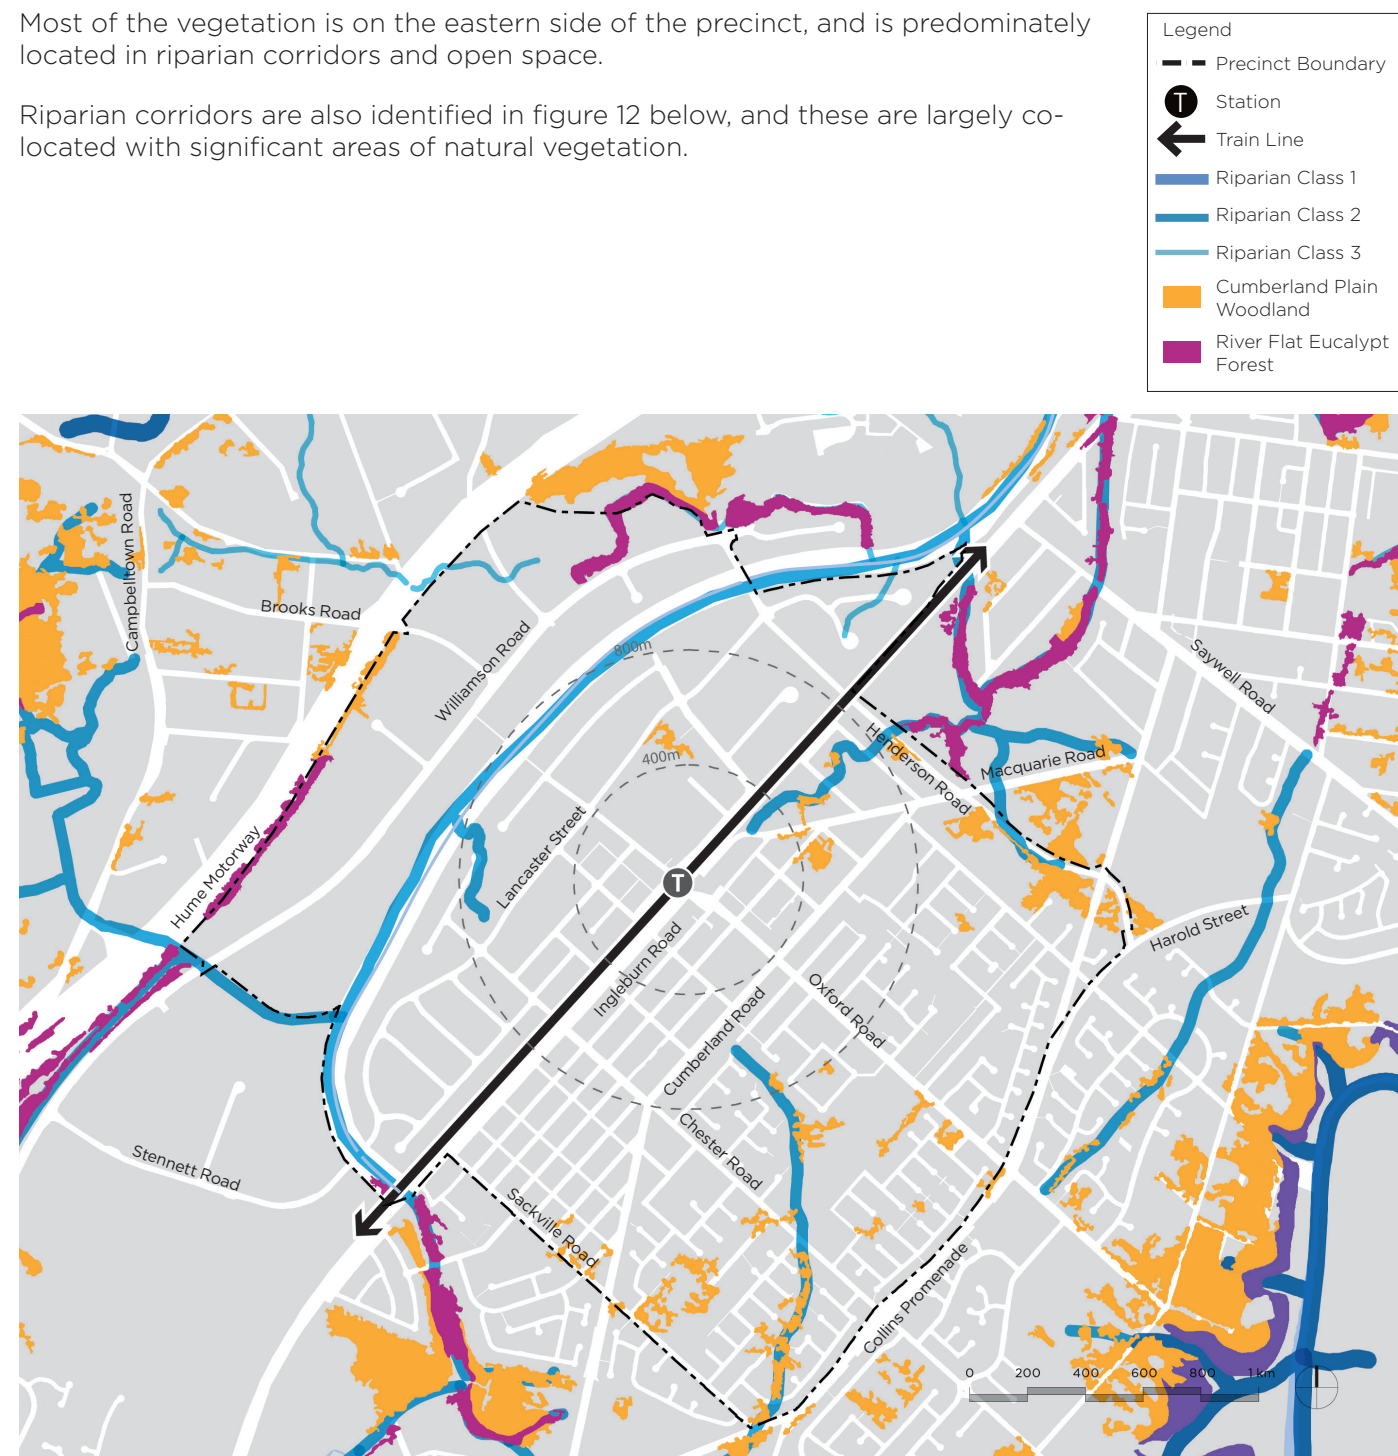 Most of the vegetation is on the eastern side of the precinct, and is predominately
located in riparian corridors and open space.
Riparian corridors are also identified in figure 12 below, and these are largely co-
located with significant areas of natural vegetation.
Legend
Precinct Boundary
T Station
Train Line
Riparian Class 1
Riparian Class 2
Riparian Class 3
Cumberland Plain
Woodland
River Flat Eucalypt
Forest
Campbelltown Road
Brooks Road
Williamson Road
800m
Saywell Road
400m
Henderson Road
Macquarie Road
Lancaster Street
Hume Motorway
T
Harold Street
Ingleburn Road
Oxford Road
Cumberland Road
Chester Road
Stennett Road
Sackville Road
Collins Promenade
0 200 400 600 800 1 km